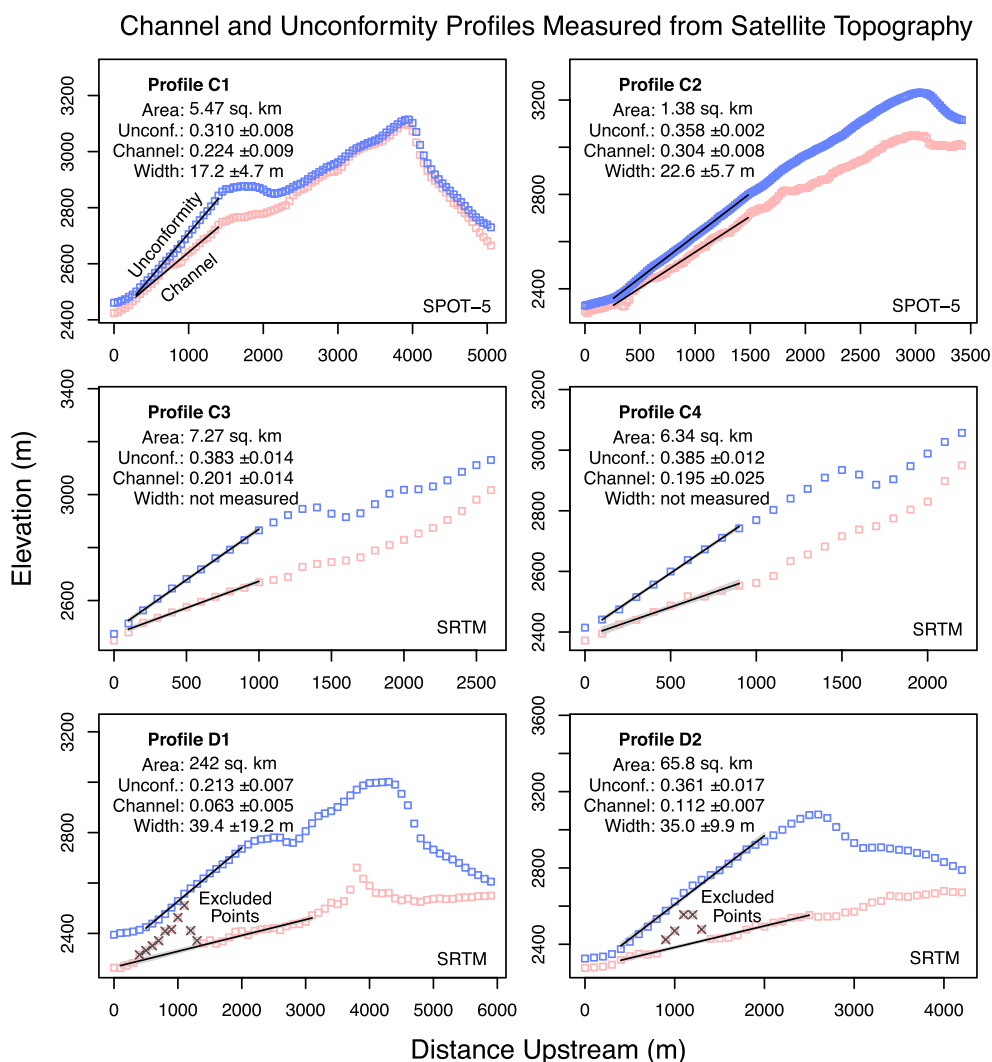 Channel and Unconformity Profiles Measured from Satellite Topography
Elevation (m)
Profile C1
Area: 5.47 sq. km
Unconf.: 0.310 ±0.008
Channel: 0.224 ±0.009
Width: 17.2 ±4.7 m
Unconformity
Channel
SPOT–5
2400
2600
2800
3000
3200
0
1000
2000
3000
4000
5000
Profile C2
Area: 1.38 sq. km
Unconf.: 0.358 ±0.002
Channel: 0.304 ±0.008
Width: 22.6 ±5.7 m
SPOT–5
2400
2800
3200
0
500
1000
1500
2000
2500
3000
3500
Profile C3
Area: 7.27 sq. km
Unconf.: 0.383 ±0.014
Channel: 0.201 ±0.014
Width: not measured
SRTM
2600
3000
3400
0
500
1000
1500
2000
2500
Profile C4
Area: 6.34 sq. km
Unconf.: 0.385 ±0.012
Channel: 0.195 ±0.025
Width: not measured
SRTM
2400
2600
2800
3000
3200
0
500
1000
1500
2000
Profile D1
Area: 242 sq. km
Unconf.: 0.213 ±0.007
Channel: 0.063 ±0.005
Width: 39.4 ±19.2 m
Excluded
Points
SRTM
2400
2800
3200
0
1000
2000
3000
4000
5000
6000
Profile D2
Area: 65.8 sq. km
Unconf.: 0.361 ±0.017
Channel: 0.112 ±0.007
Width: 35.0 ±9.9 m
Excluded
Points
SRTM
2400
2800
3200
3600
0
1000
2000
3000
4000
Distance Upstream (m)